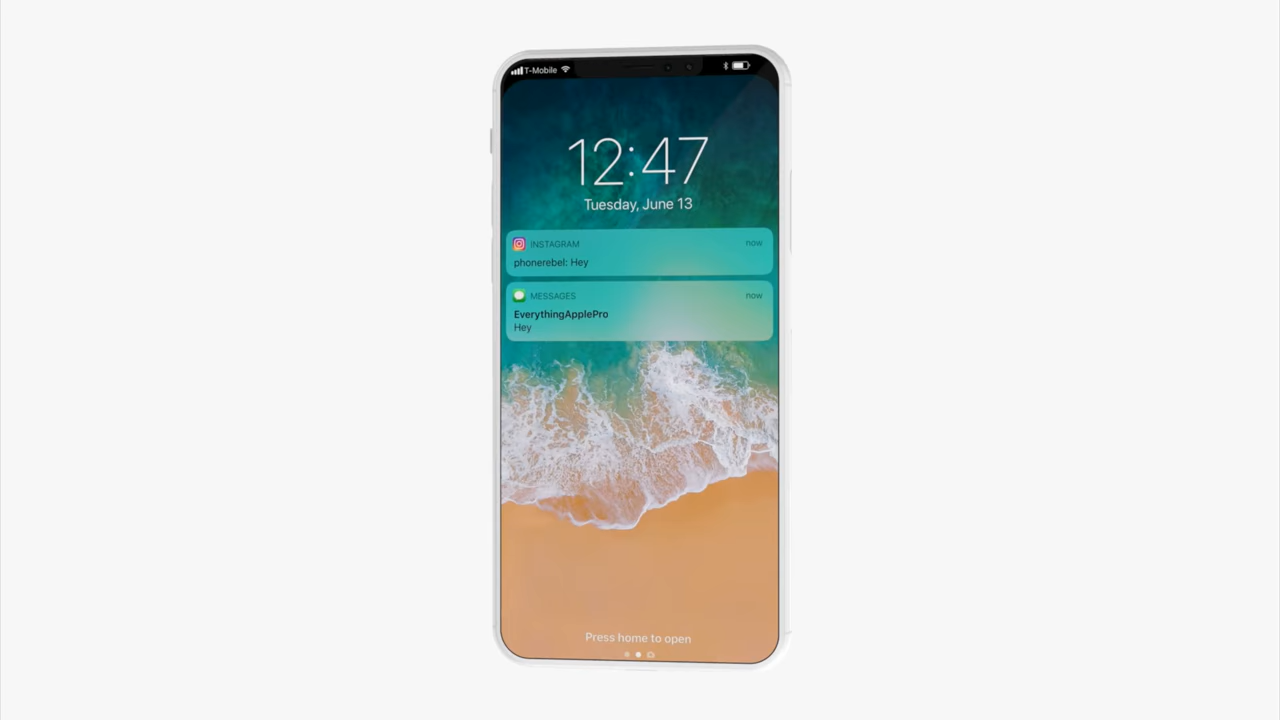 T-Mobile
12:47
Tuesday, June 13
INSTAGRAM now
phonerebel: Hey
MESSAGES now
EverythingApplePro
Hey
Press home to open